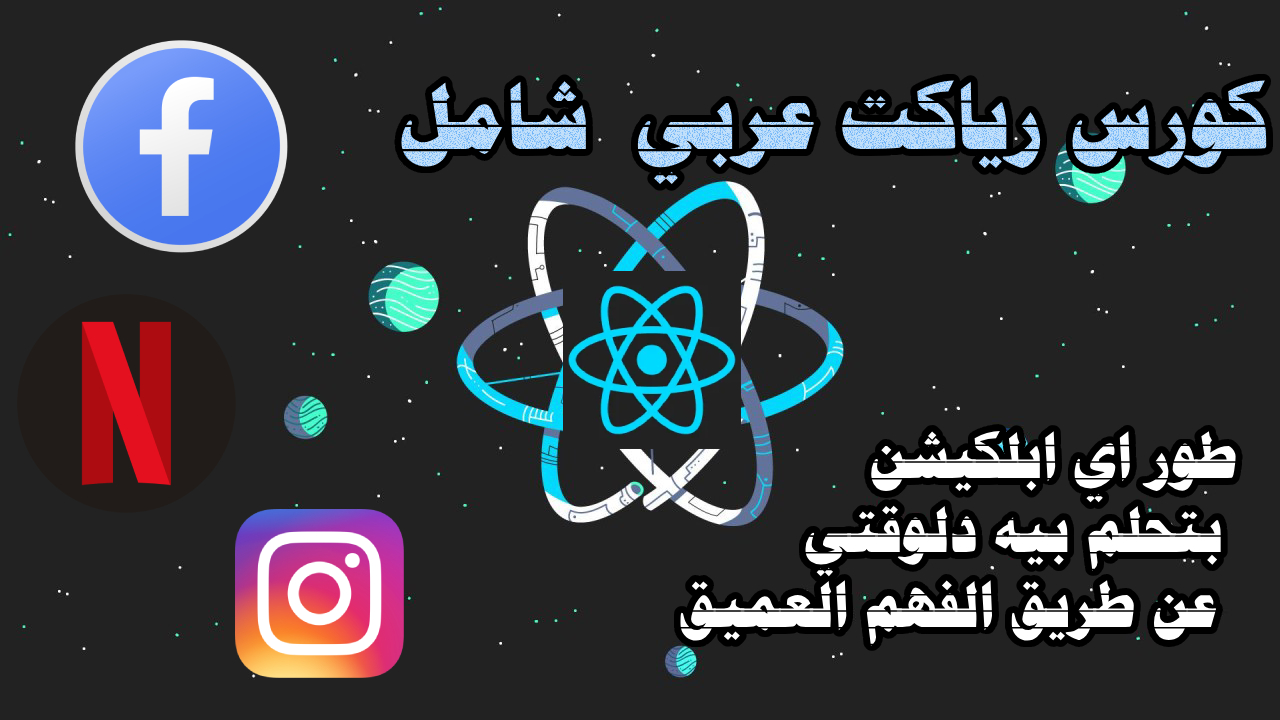 كورس رياكت عربي شامل
طور اي ابلكيشن
بتحلم بيه دلوقتي
عن طريق الفهم العميق